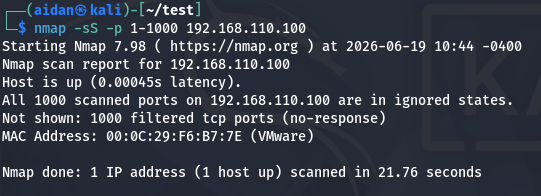 ┌──(aidan㉿kali)-[~/test]
└─$ nmap -sS -p 1-1000 192.168.110.100
Starting Nmap 7.98 ( https://nmap.org ) at 2026-06-19 10:44 -0400
Nmap scan report for 192.168.110.100
Host is up (0.00045s latency).
All 1000 scanned ports on 192.168.110.100 are in ignored states.
Not shown: 1000 filtered tcp ports (no-response)
MAC Address: 00:0C:29:F6:B7:7E (VMware)

Nmap done: 1 IP address (1 host up) scanned in 21.76 seconds